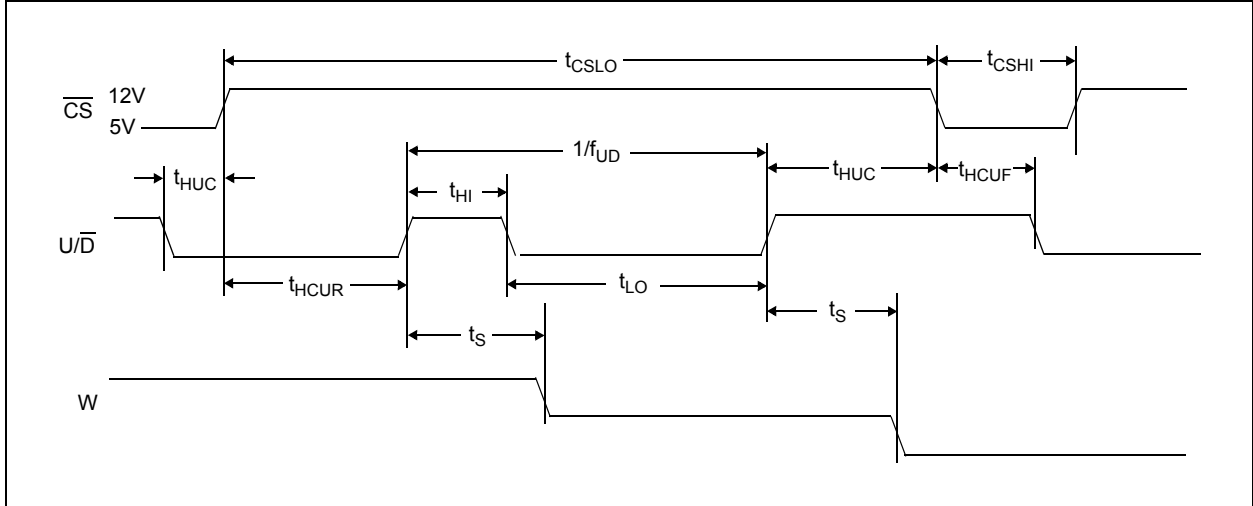 tCSLO
tCSHI
CS 12V
5V
1/fUD
tHUC
tHUC
tHCUF
tHI
U/D
tHCUR
tLO
tS
tS
W